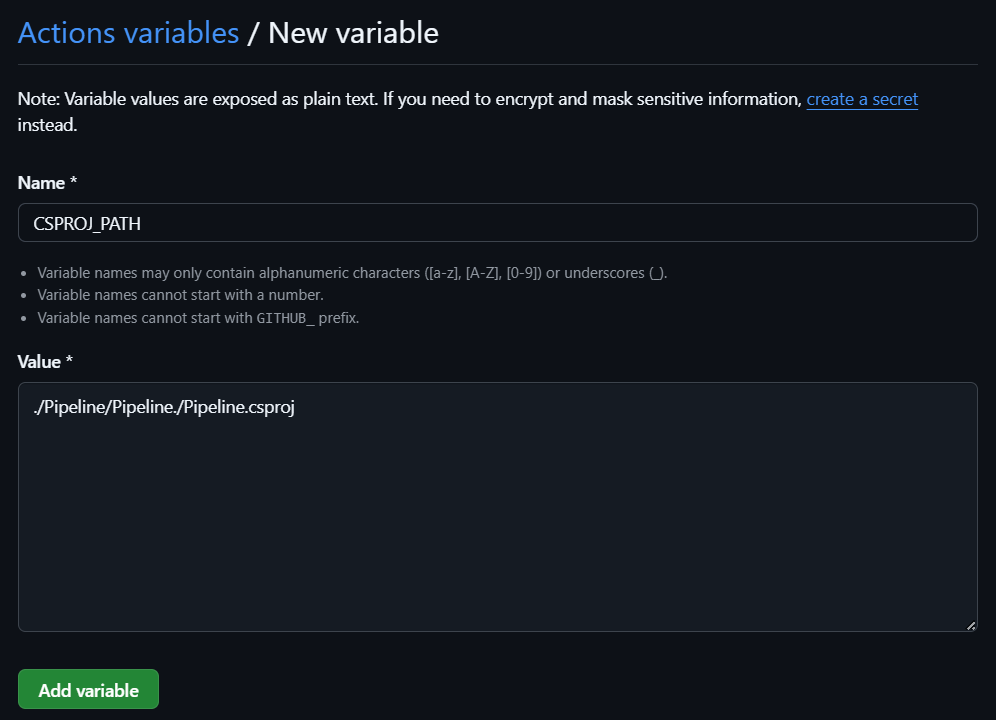 Actions variables / New variable
Note: Variable values are exposed as plain text. If you need to encrypt and mask sensitive information, create a secret
instead.
Name *
CSPROJ_PATH
• Variable names may only contain alphanumeric characters ([a-z], [A-Z], [0-9]) or underscores (_).
• Variable names cannot start with a number.
• Variable names cannot start with GITHUB_ prefix.
Value *
./Pipeline/Pipeline./Pipeline.csproj
Add variable